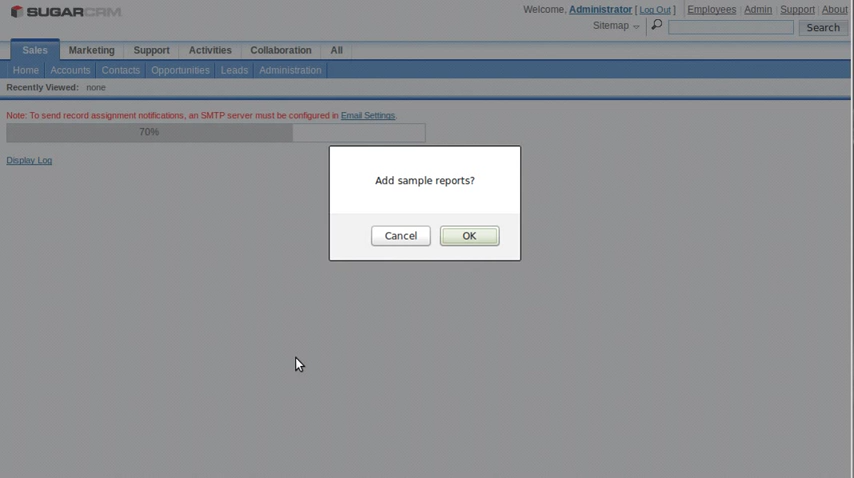 SUGARCRM
Welcome, Administrator [ Log Out ] Employees Admin Support About
Sitemap Search
Sales Marketing Support Activities Collaboration All
Home Accounts Contacts Opportunities Leads Administration
Recently Viewed: none
Note: To send record assignment notifications, an SMTP server must be configured in Email Settings.
70%
Display Log
Add sample reports?
Cancel OK